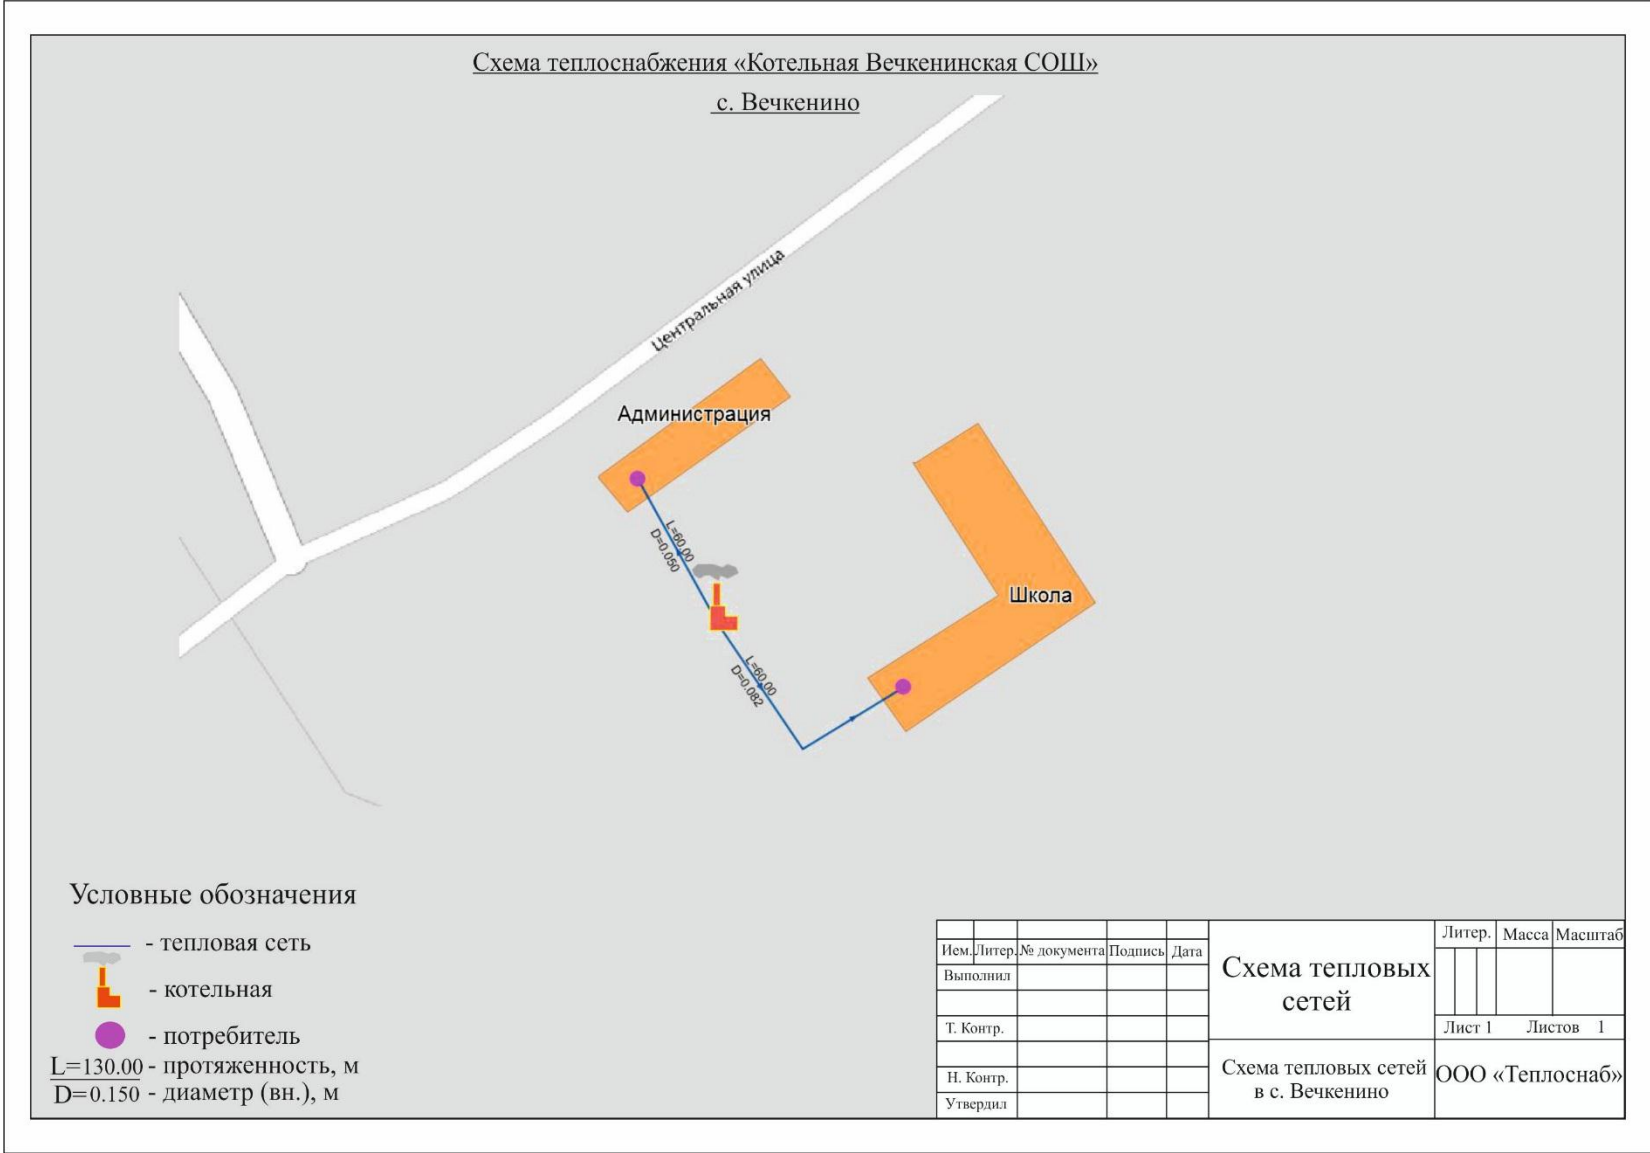 Схема теплоснабжения «Котельная Вечкенинская СОШ»
с. Вечкенино
Центральная улица
Администрация
L=60.00
D=0.050
Школа
L=60.00
D=0.082
Условные обозначения
- тепловая сеть
- котельная
- потребитель
L=130.00 - протяженность, м
D=0.150 - диаметр (вн.), м
Ием. Литер. № документа Подпись Дата
Выполнил
Т. Контр.
Н. Контр.
Утвердил
Схема тепловых
сетей
Схема тепловых сетей
в с. Вечкенино
Литер. Масса Масштаб
Лист 1 Листов 1
ООО «Теплоснаб»